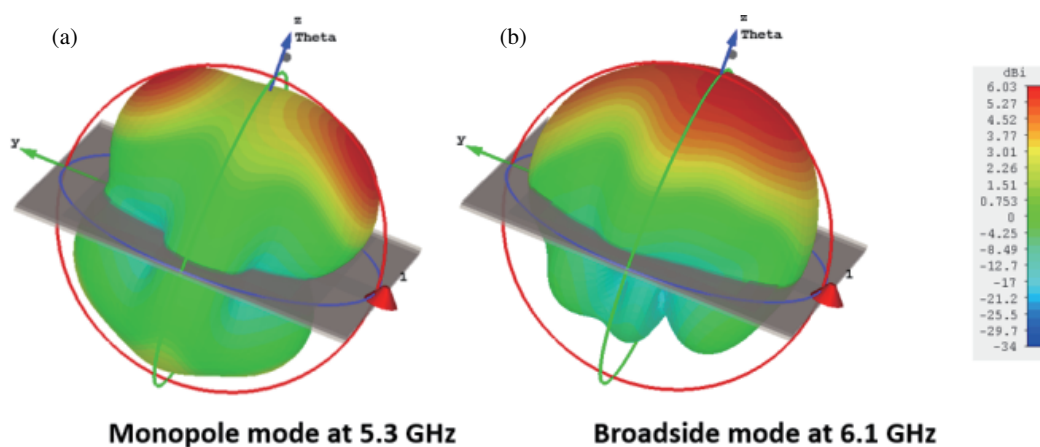 (a)
z
Theta
y
1
(b)
z
Theta
y
1
dBi
6.03
5.27
4.52
3.77
3.01
2.26
1.51
0.753
0
-4.25
-8.49
-12.7
-17
-21.2
-25.5
-29.7
-34
Monopole mode at 5.3 GHz
Broadside mode at 6.1 GHz